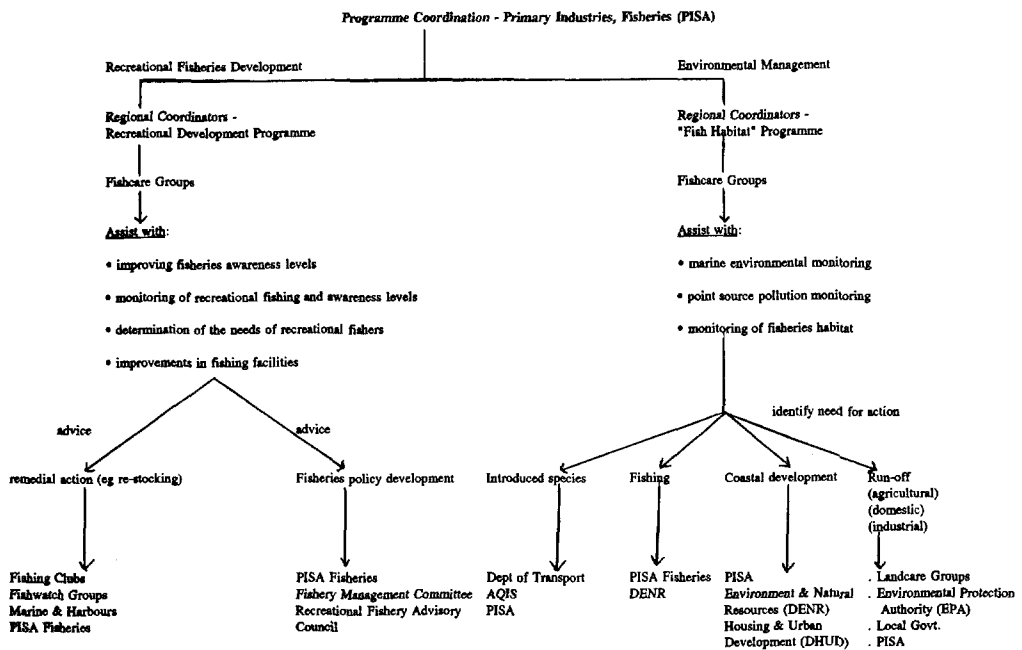 Programme Coordination - Primary Industries, Fisheries (PISA)
Recreational Fisheries Development
Environmental Management
Regional Coordinators -
Recreational Development Programme
Regional Coordinators -
"Fish Habitat" Programme
Fishcare Groups
Fishcare Groups
Assist with:
• improving fisheries awareness levels
• monitoring of recreational fishing and awareness levels
• determination of the needs of recreational fishers
• improvements in fishing facilities
Assist with:
• marine environmental monitoring
• point source pollution monitoring
• monitoring of fisheries habitat
advice
advice
identify need for action
remedial action (eg re-stocking)
Fisheries policy development
Introduced species
Fishing
Coastal development
Run-off
(agricultural)
(domestic)
(industrial)
Fishing Clubs
Fishwatch Groups
Marine & Harbours
PISA Fisheries
PISA Fisheries
Fishery Management Committee
Recreational Fishery Advisory
Council
Dept of Transport
AQIS
PISA
PISA Fisheries
DENR
PISA
Environment & Natural
Resources (DENR)
Housing & Urban
Development (DHUD)
. Landcare Groups
. Environmental Protection
Authority (EPA)
. Local Govt.
. PISA